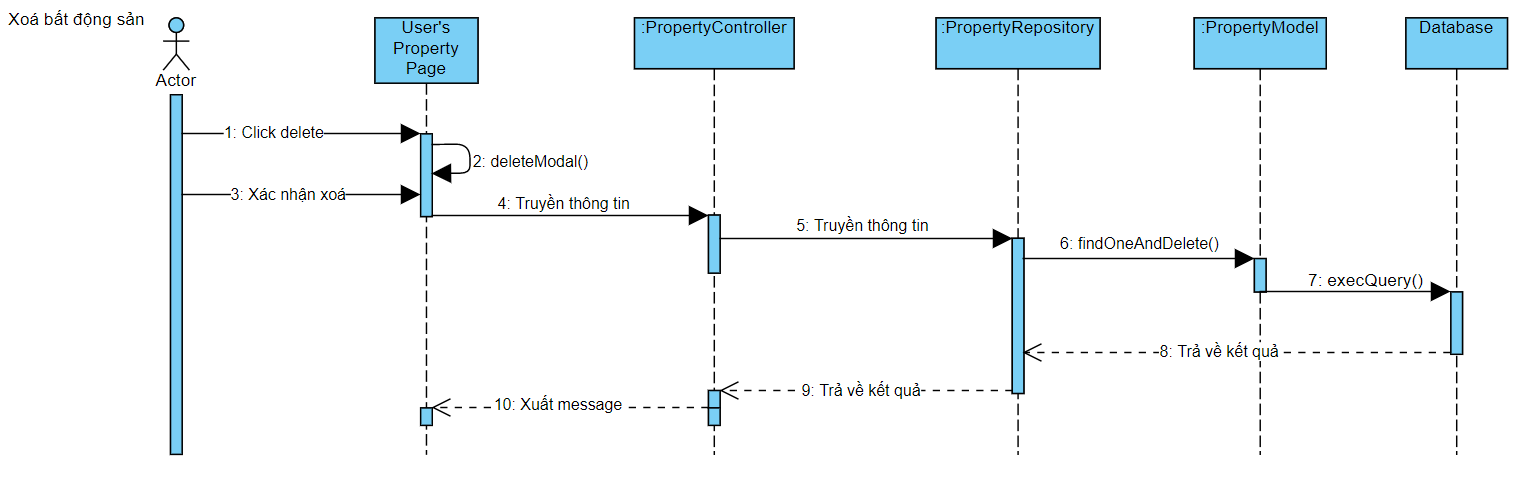 Xoá bất động sản
Actor
User's
Property
Page
:PropertyController
:PropertyRepository
:PropertyModel
Database
1: Click delete
2: deleteModal()
3: Xác nhận xoá
4: Truyền thông tin
5: Truyền thông tin
6: findOneAndDelete()
7: execQuery()
8: Trả về kết quả
9: Trả về kết quả
10: Xuất message